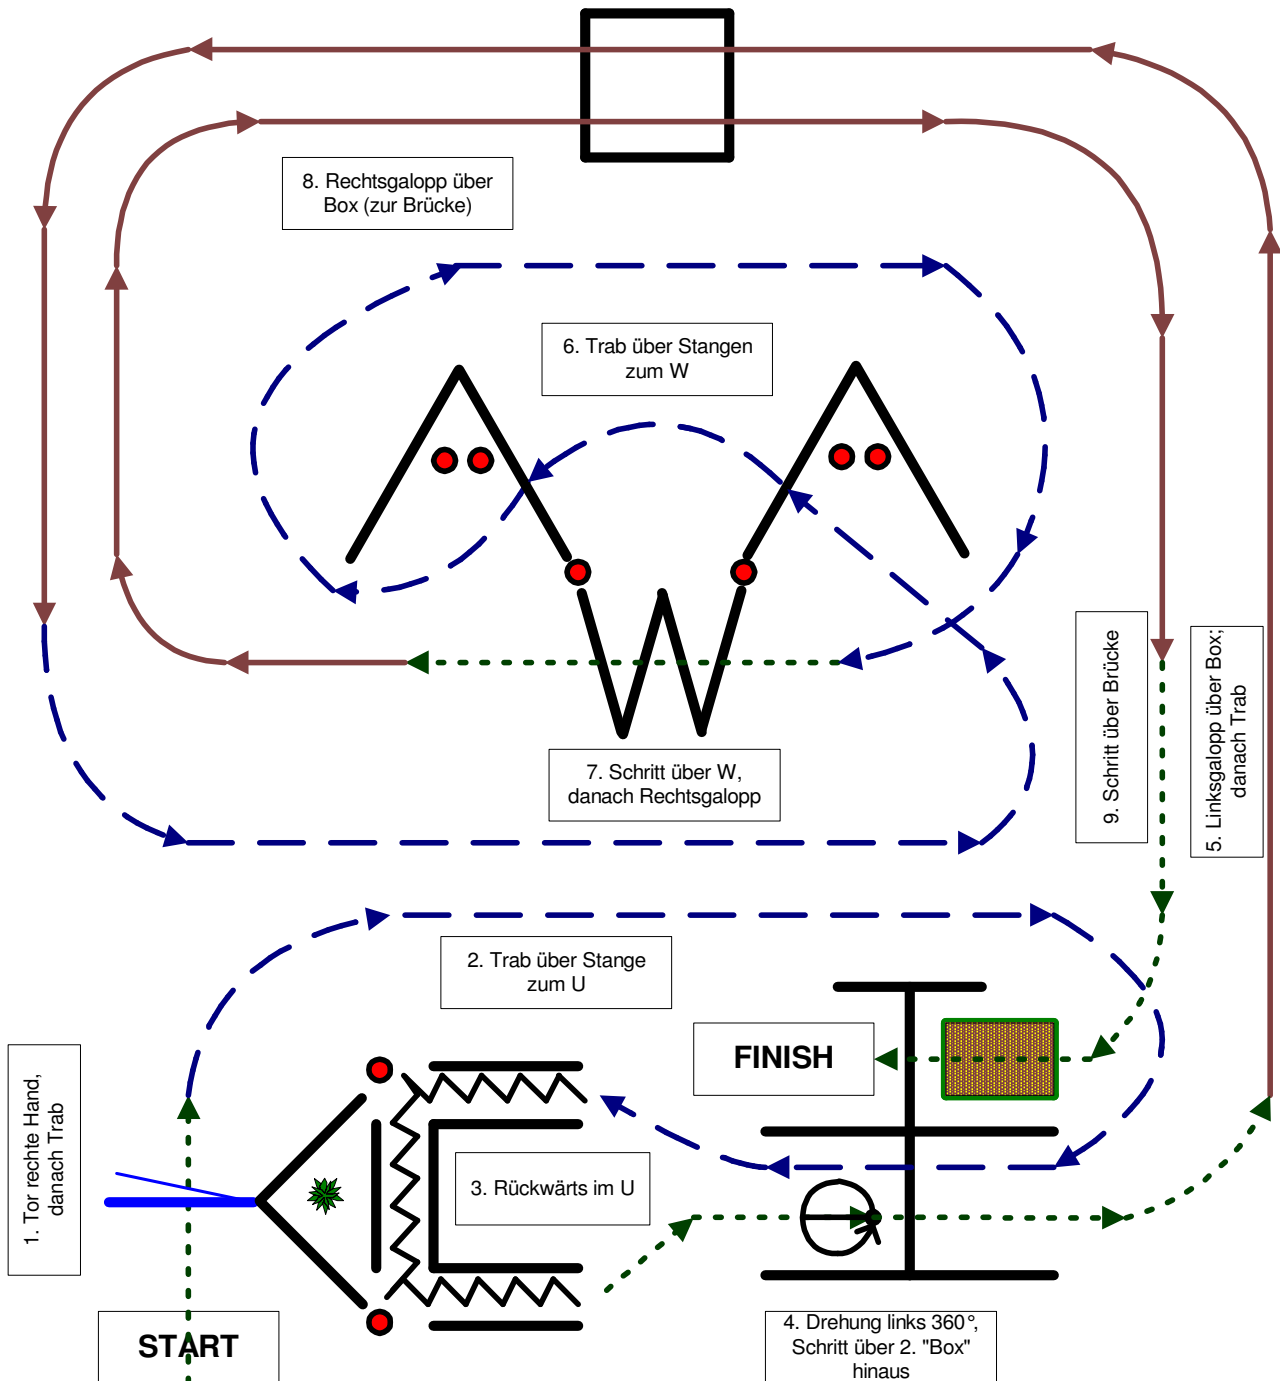 8. Rechtsgalopp über
Box (zur Brücke)
6. Trab über Stangen
zum W
7. Schritt über W,
danach Rechtsgalopp
9. Schritt über Brücke
5. Linksgalopp über Box;
danach Trab
2. Trab über Stange
zum U
FINISH
1. Tor rechte Hand,
danach Trab
3. Rückwärts im U
START
4. Drehung links 360°,
Schritt über 2. "Box"
hinaus